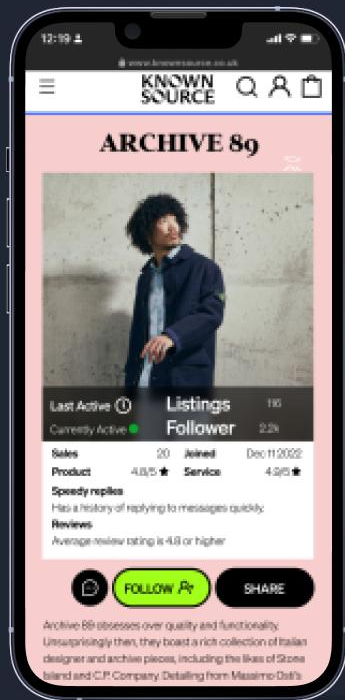 12:19
www.knownsource.co.uk
KNOWN
SOURCE
ARCHIVE 89
Last Active Listings 116
Currently Active Follower 2.2k
Sales 20 Joined Dec 11 2022
Product 4.8/5 ★ Service 4.9/5 ★
Speedy replies
Has a history of replying to messages quickly.
Reviews
Average review rating is 4.8 or higher
FOLLOW SHARE
Archive 89 obsesses over quality and functionality.
Unsurprisingly then, they boast a rich collection of Italian
designer and archive pieces, including the likes of Stone
Island and C.P. Company. Detailing from Massimo Osti's